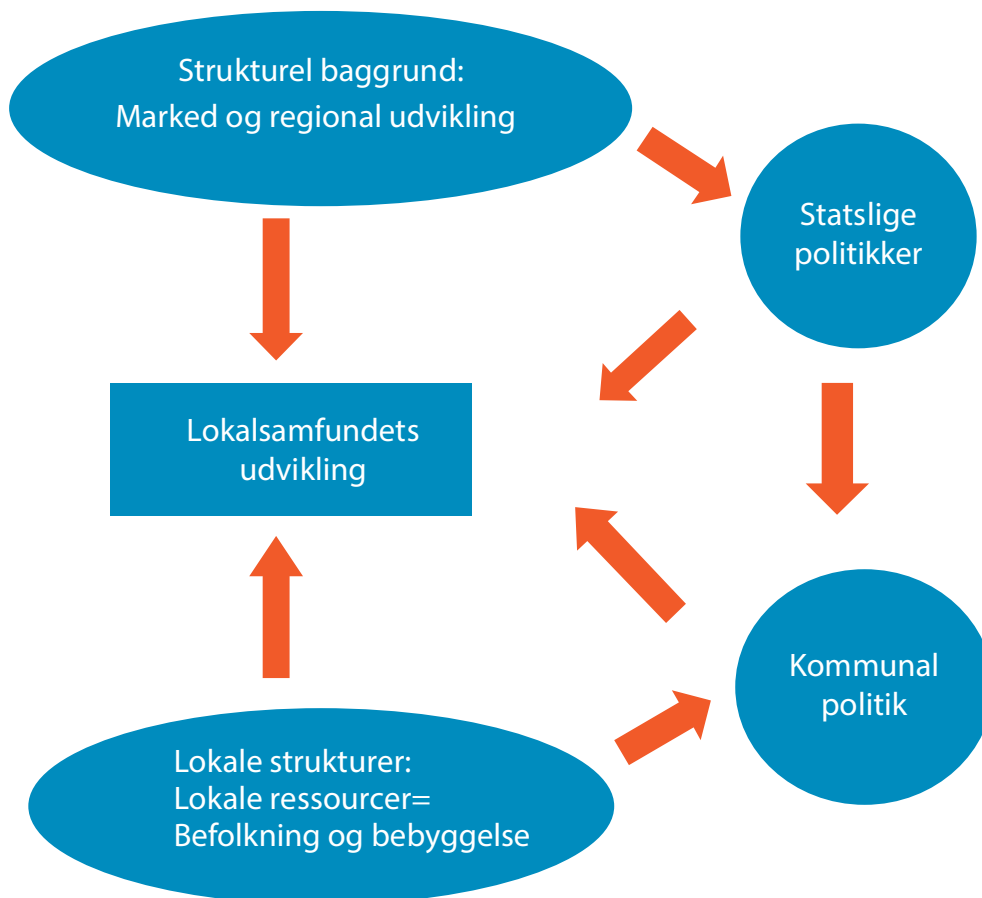 Strukturel baggrund:
Marked og regional udvikling
Statslige
politikker
Lokalsamfundets
udvikling
Kommunal
politik
Lokale strukturer:
Lokale ressourcer=
Befolkning og bebyggelse